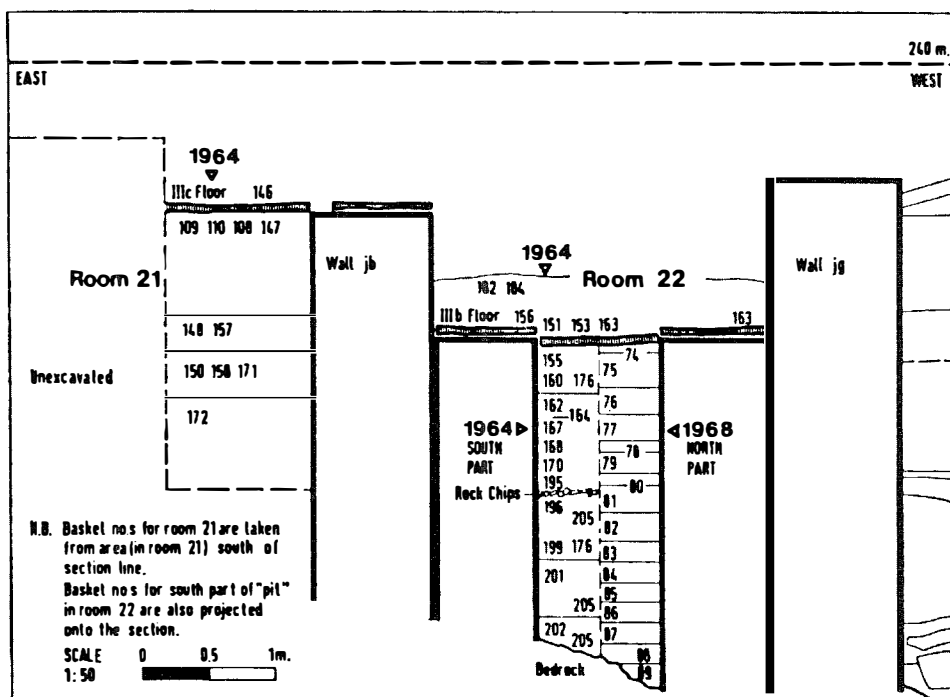 240 m.
EAST
WEST
1964
IIIc Floor 146
109 110 108 147
Room 21
Wall jb
1964
Room 22
Wall jg
102 104
IIIb Floor 156
151 153 163
163
148 157
155
74
75
Unexcavated
150 158 171
160 176
172
162
164
76
1964
167
77
1968
SOUTH
PART
168
78
NORTH
PART
170
79
195
80
Rock Chips
196
81
205
82
N.B. Basket no.s for room 21 are taken
from area (in room 21) south of
section line.
Basket no.s for south part of "pit"
in room 22 are also projected
onto the section.
199 176
83
201
84
85
205
86
202
205
87
88
89
Bedrock
SCALE 0 0.5 1m.
1:50